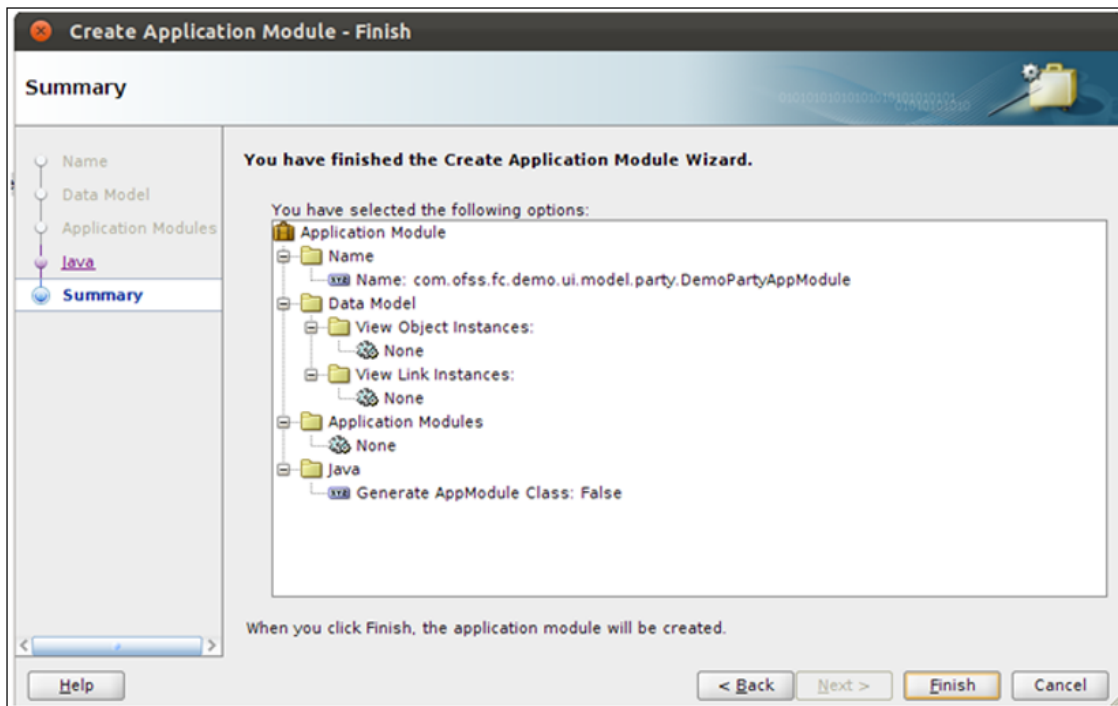 Create Application Module - Finish
Summary
Name
Data Model
Application Modules
Java
Summary
You have finished the Create Application Module Wizard.
You have selected the following options:
Application Module
Name
Name: com.ofss.fc.demo.ui.model.party.DemoPartyAppModule
Data Model
View Object Instances:
None
View Link Instances:
None
Application Modules
None
Java
Generate AppModule Class: False
When you click Finish, the application module will be created.
Help
< Back
Next >
Finish
Cancel